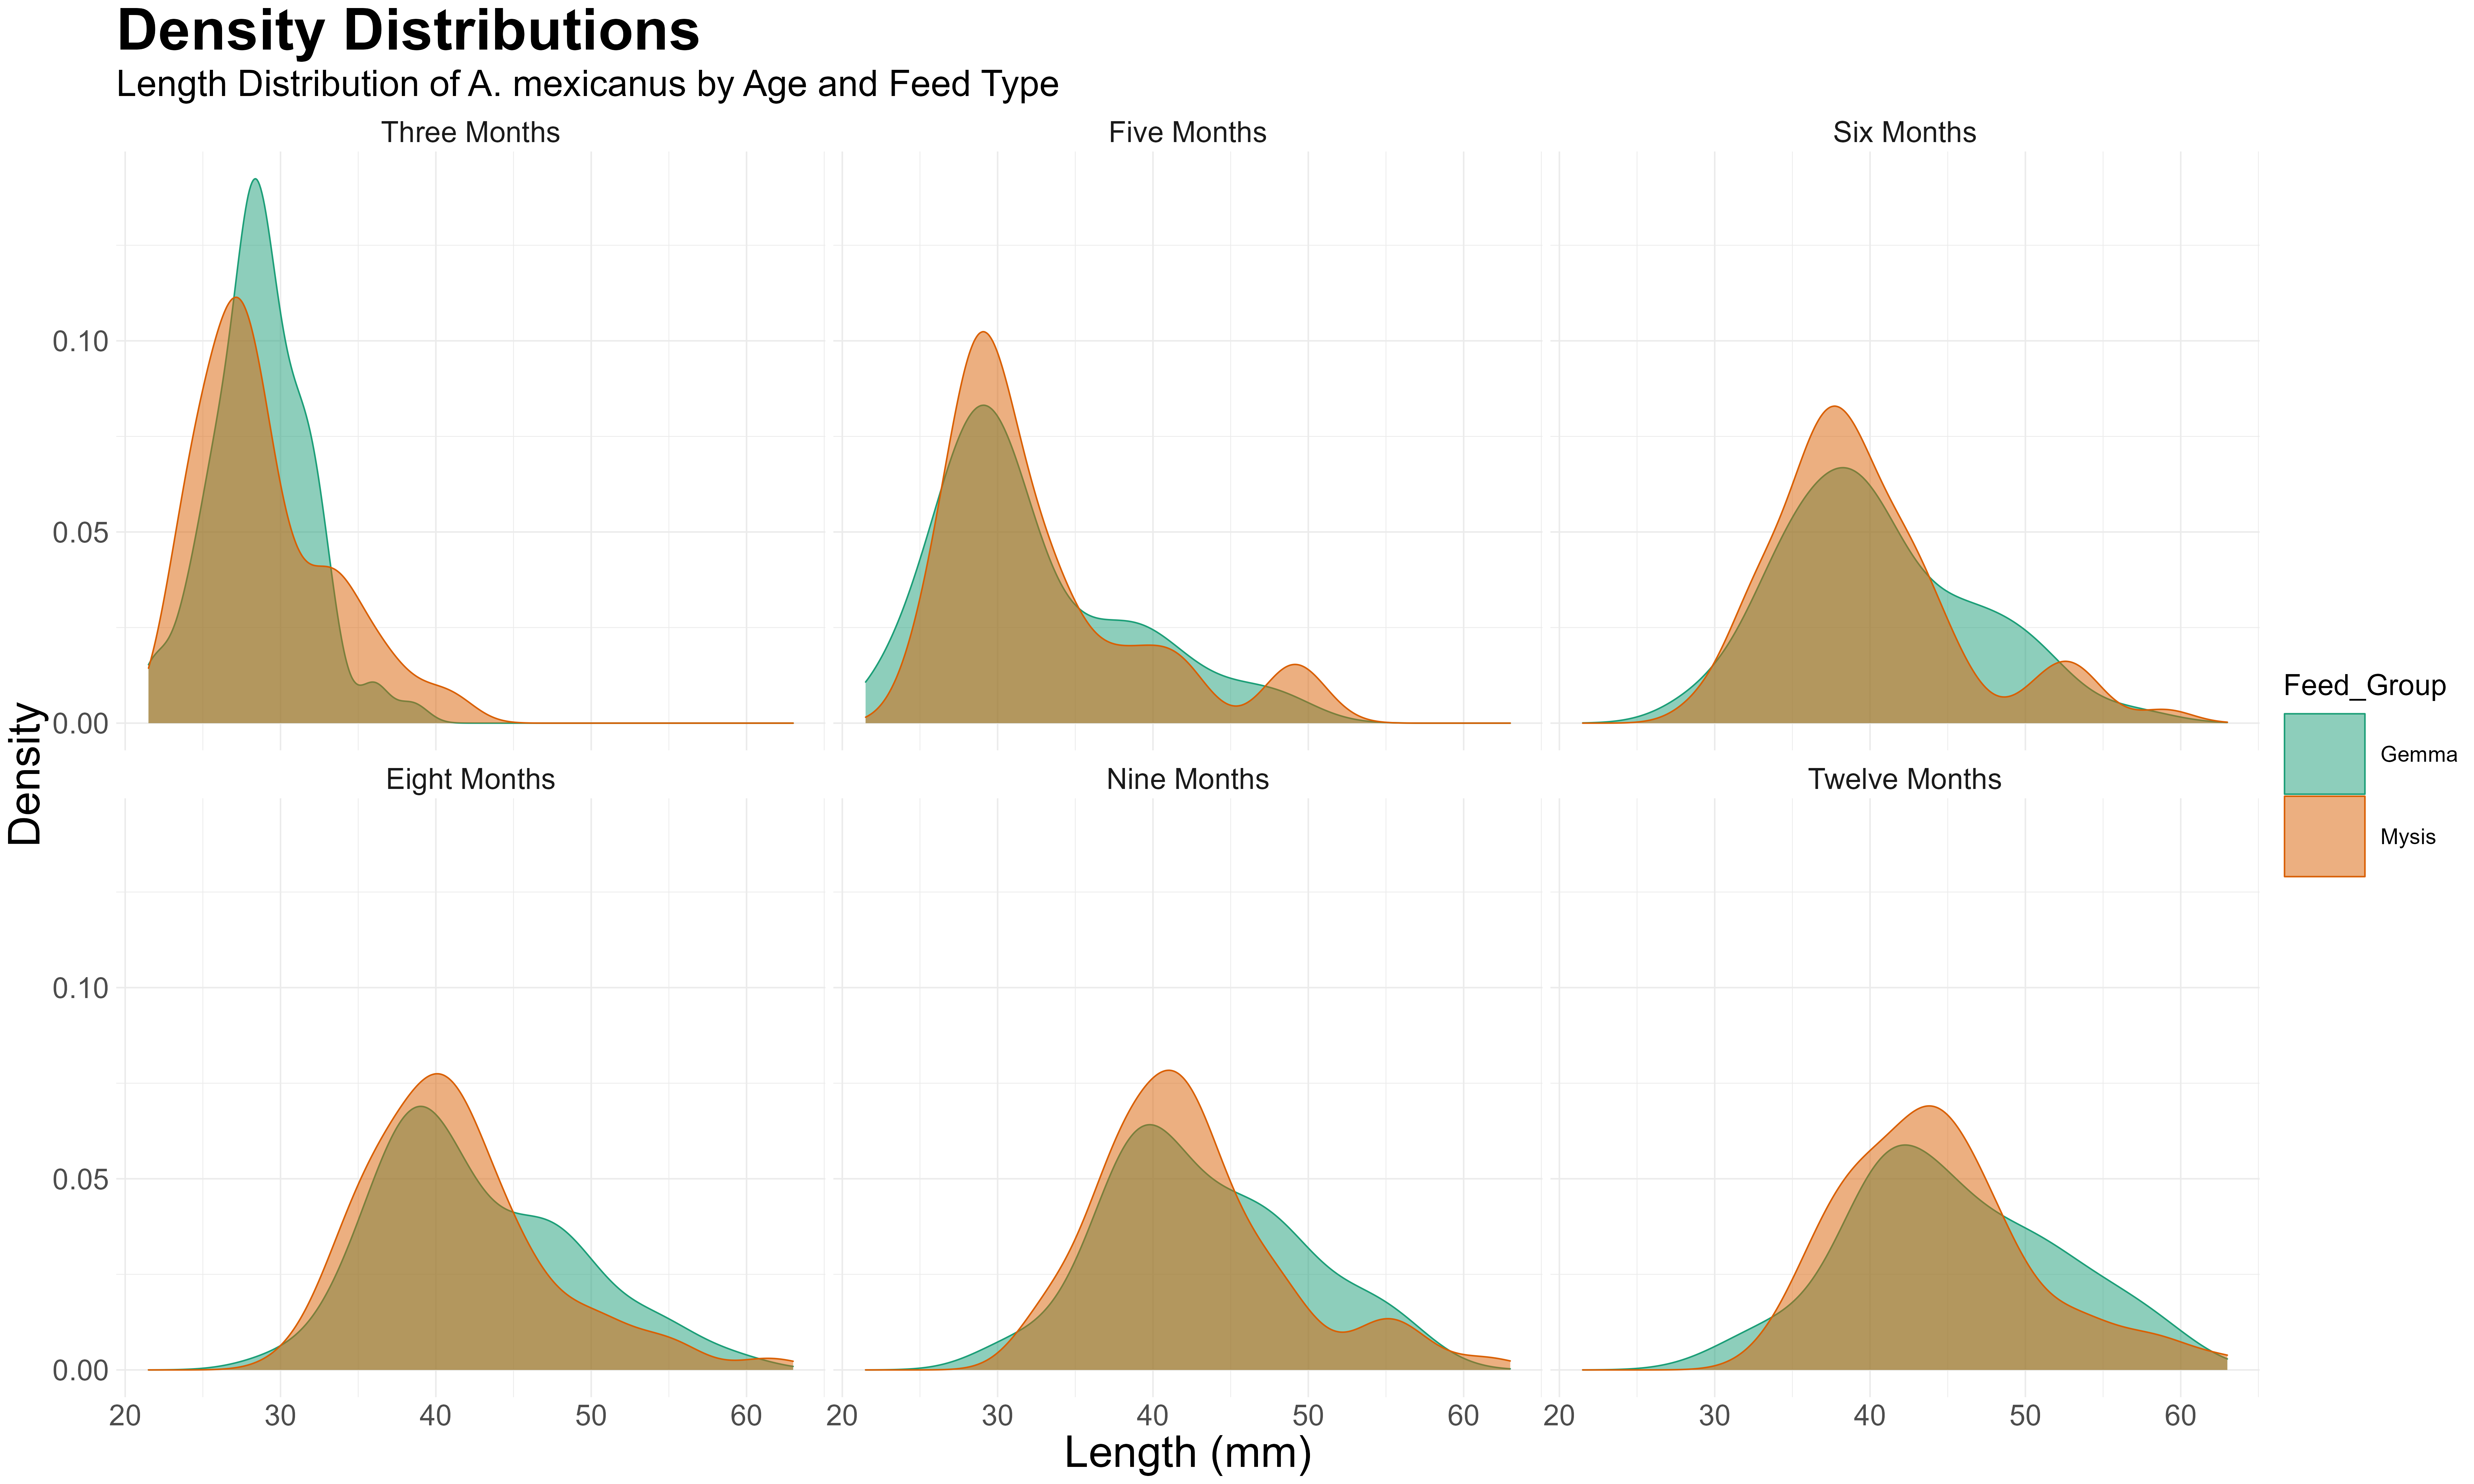 Density Distributions
Length Distribution of A. mexicanus by Age and Feed Type
Three Months
Five Months
Six Months
0.10
0.05
0.00
Eight Months
Nine Months
Twelve Months
0.10
0.05
0.00
20 30 40 50 60
20 30 40 50 60
20 30 40 50 60
Length (mm)
Density
Feed_Group
Gemma
Mysis